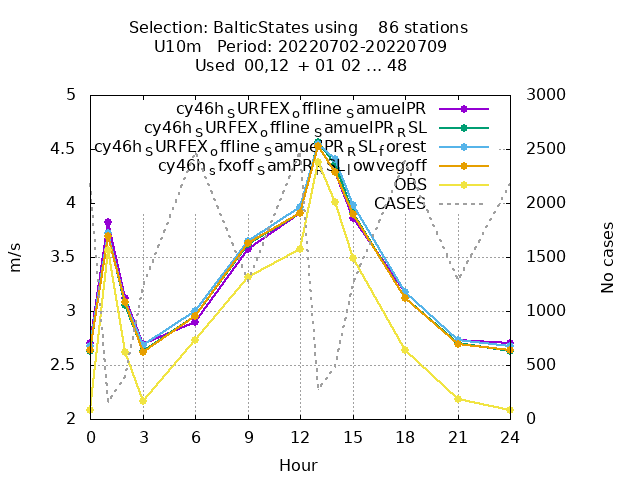 Selection: BalticStates using 86 stations
U10m Period: 20220702-20220709
Used 00,12 + 01 02 ... 48
cy46h_SURFEX_offline_SamuelPR
cy46h_SURFEX_offline_SamuelPR_RSL
cy46h_SURFEX_offline_SamuelPR_RSL_forest
cy46h_sfxoff_SamPR_RSL_lowvegoff
OBS
CASES
5
4.5
4
3.5
3
2.5
2
m/s
3000
2500
2000
1500
1000
500
0
No cases
0 3 6 9 12 15 18 21 24
Hour